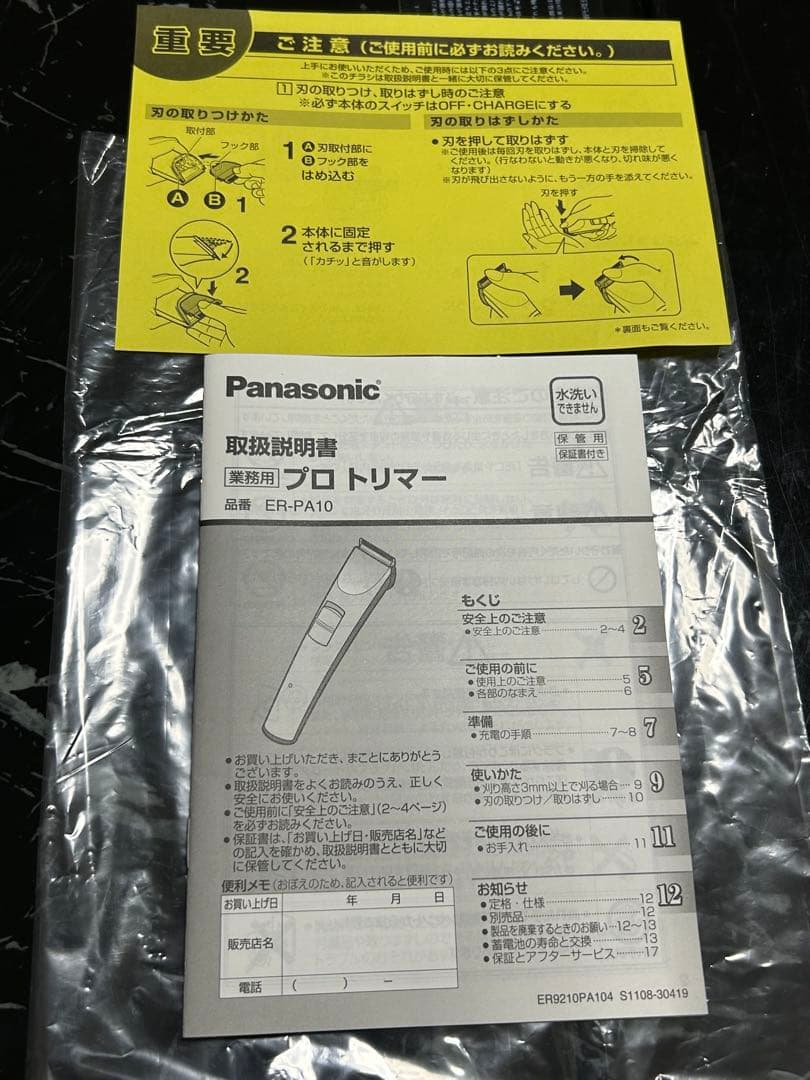 重要
ご注意（ご使用前に必ずお読みください。）
上手にお使いいただくため、ご使用時には以下の3点にご注意ください。
※このチラシは取扱説明書と一緒に大切に保管してください。
1 刃の取りつけ、取りはずし時のご注意
※必ず本体のスイッチはOFF・CHARGEにする
刃の取りつけかた
取付部
フック部
A B 1
1 A刃取付部に
Bフック部を
はめ込む
2
2 本体に固定
されるまで押す
（「カチッ」と音がします）
刃の取りはずしかた
●刃を押して取りはずす
※ご使用後は毎回刃を取りはずし、本体と刃を掃除して
ください。（行なわないと動きが悪くなり、切れ味が悪く
なります）
※刃が飛び出さないように、もう一方の手を添えてください。
刃を押す
＊裏面もご覧ください。
Panasonic
水洗い
できません
取扱説明書
保管用
保証書付き
業務用 プロ トリマー
品番 ER-PA10
もくじ
安全上のご注意 2
●安全上のご注意 2～4
ご使用の前に 5
●使用上のご注意 5
●各部のなまえ 6
準備 7
●充電の手順 7～8
使いかた 9
●刈り高さ3mm以上で刈る場合 9
●刃の取りつけ／取りはずし 10
ご使用の後に 11
●お手入れ 11
お知らせ 12
●定格・仕様 12
●別売品 12
●製品を廃棄するときのお願い 12～13
●蓄電池の寿命と交換 13
●保証とアフターサービス 17
●お買い上げいただき、まことにありがとう
ございます。
●取扱説明書をよくお読みのうえ、正しく
安全にお使いください。
●ご使用前に「安全上のご注意」（2～4ページ）
を必ずお読みください。
●保証書は、「お買い上げ日・販売店名」など
の記入を確かめ、取扱説明書とともに大切
に保管してください。
便利メモ（おぼえのため、記入されると便利です）
お買い上げ日 年 月 日
販売店名
電話 （ ） －
ER9210PA104 S1108-30419